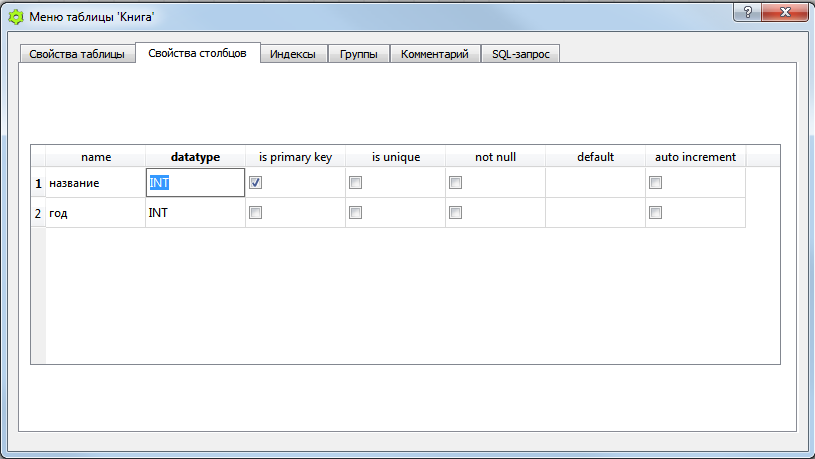 Меню таблицы 'Книга'
Свойства таблицы Свойства столбцов Индексы Группы Комментарий SQL-запрос
name datatype is primary key is unique not null default auto increment
1 название INT
2 год INT